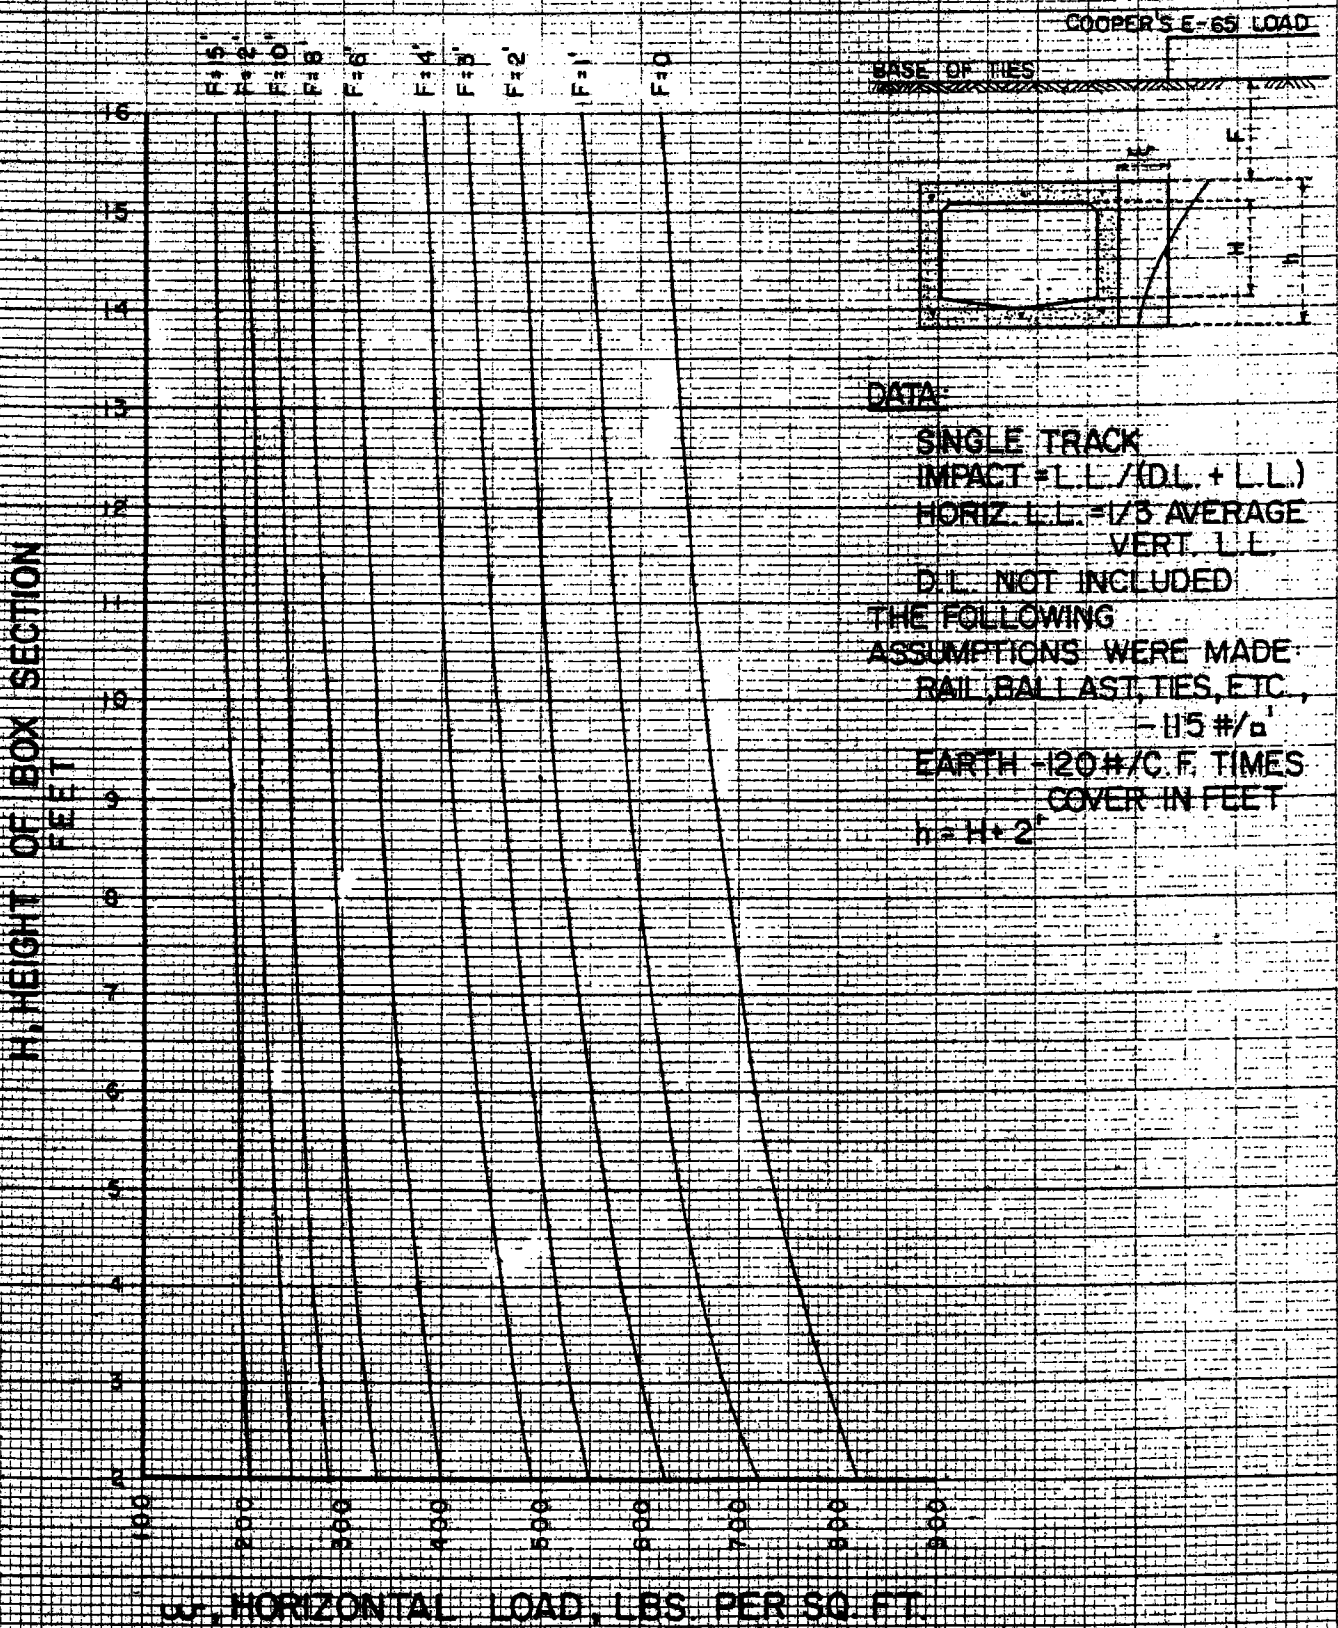 COOPER'S E-65 LOAD
BASE OF TIES
F=5' F=2' F=0' F=8' F=6' F=4' F=3' F=2' F=1' F=0
16
15
14
13
12
11
10
9
8
7
6
5
4
3
2
H, HEIGHT OF BOX SECTION
FEET
w
F
H
h
DATA:
SINGLE TRACK
IMPACT = L.L./(D.L. + L.L.)
HORIZ. L.L. = 1/3 AVERAGE
VERT. L.L.
D.L. NOT INCLUDED
THE FOLLOWING
ASSUMPTIONS WERE MADE:
RAIL, BALLAST, TIES, ETC.,
- 115 #/□'
EARTH - 120 #/C.F. TIMES
COVER IN FEET
h = H + 2'
100 200 300 400 500 600 700 800 900
w, HORIZONTAL LOAD, LBS. PER SQ. FT.